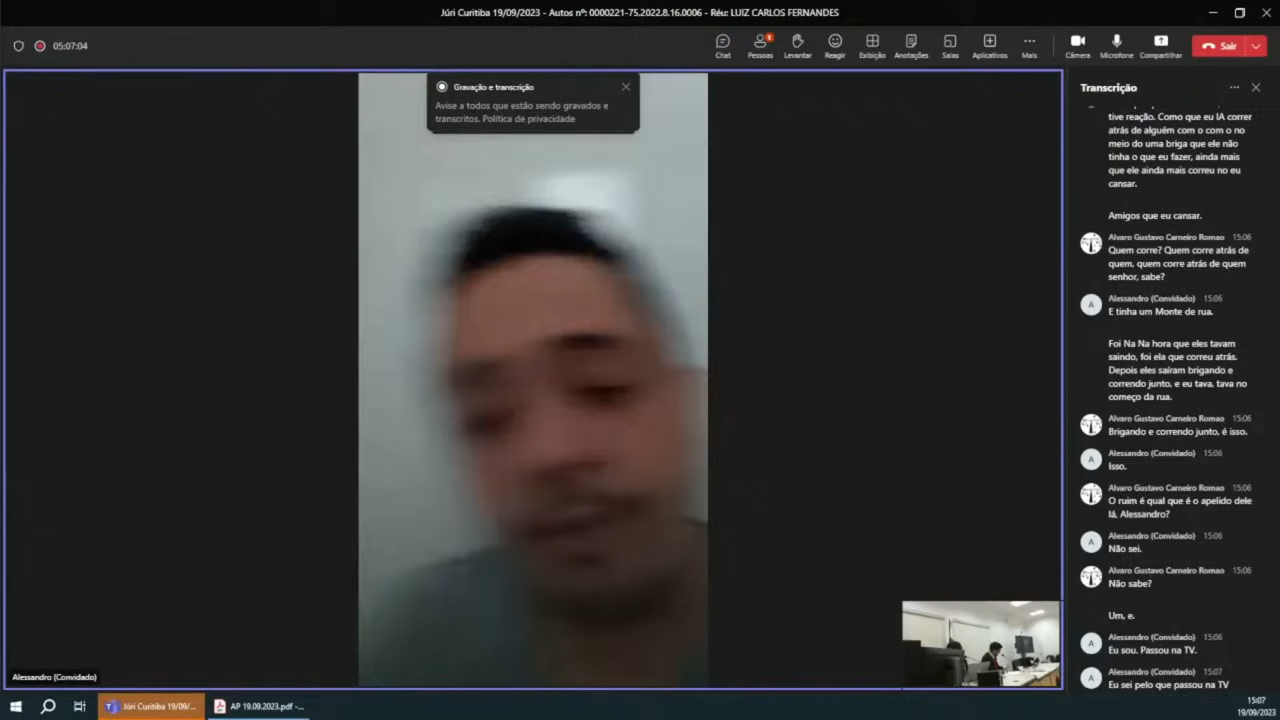 Júri Curitiba 19/09/2023 - Autos nº: 0000221-75.2022.8.16.0006 - Réu: LUIZ CARLOS FERNANDES
05:07:04
Chat
Pessoas
Levantar
Reagir
Exibição
Anotações
Salas
Aplicativos
Mais
Câmera
Microfone
Compartilhar
Sair
Gravação e transcrição
Avise a todos que estão sendo gravados e
transcritos. Política de privacidade
Transcrição
tive reação. Como que eu IA correr
atrás de alguém com o com o no
meio do uma briga que ele não
tinha o que eu fazer, ainda mais
que ele ainda mais correu no eu
cansar.
Amigos que eu cansar.
Alvaro Gustavo Carneiro Romao 15:06
Quem corre? Quem corre atrás de
quem, quem corre atrás de quem
senhor, sabe?
A
Alessandro (Convidado) 15:06
E tinha um Monte de rua.
Foi Na Na hora que eles tavam
saindo, foi ela que correu atrás.
Depois eles saíram brigando e
correndo junto, e eu tava, tava no
começo da rua.
Alvaro Gustavo Carneiro Romao 15:06
Brigando e correndo junto, é isso.
A
Alessandro (Convidado) 15:06
Isso.
Alvaro Gustavo Carneiro Romao 15:06
O ruim é qual que é o apelido dele
lá, Alessandro?
A
Alessandro (Convidado) 15:06
Não sei.
Alvaro Gustavo Carneiro Romao 15:06
Não sabe?
Um, e.
A
Alessandro (Convidado) 15:06
Eu sou. Passou na TV.
A
Alessandro (Convidado) 15:07
Eu sei pelo que passou na TV
Alessandro (Convidado)
Júri Curitiba 19/09/...
AP 19.09.2023.pdf -...
15:07
19/09/2023